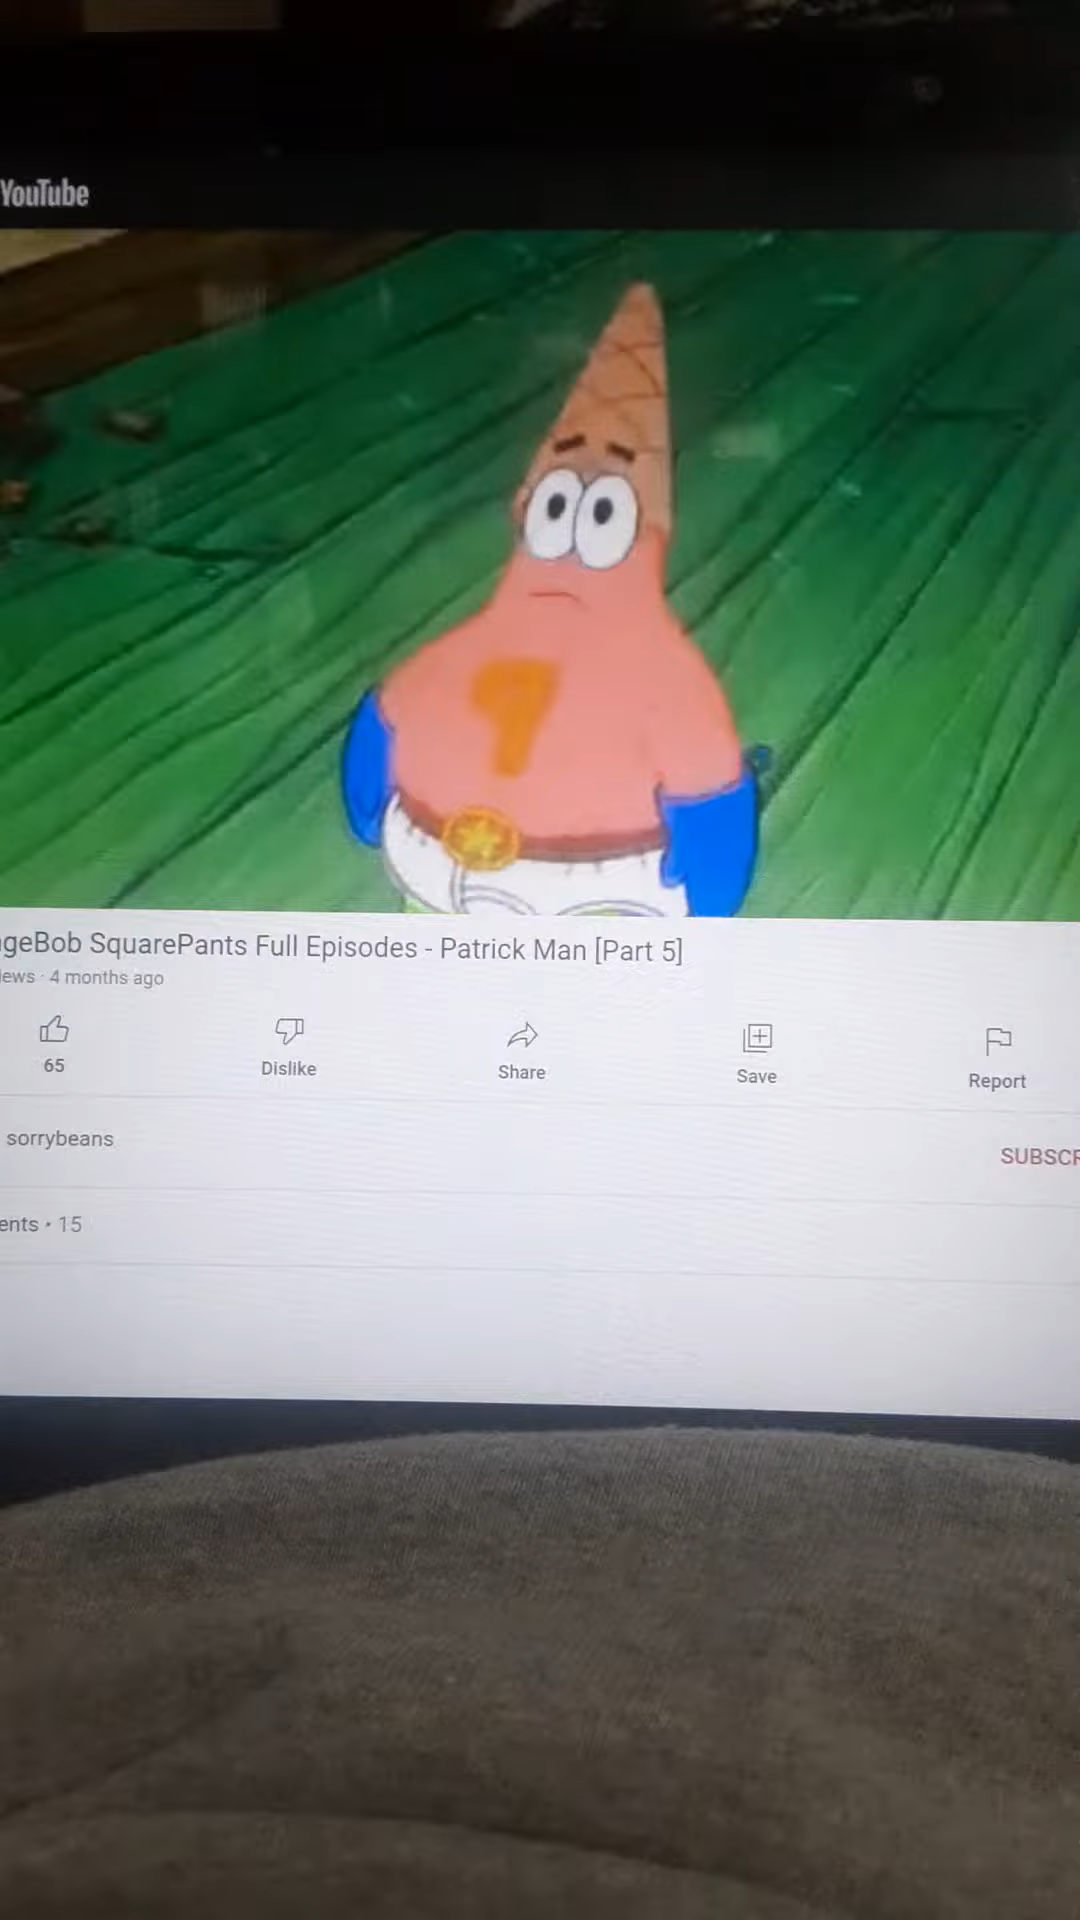 YouTube
ngeBob SquarePants Full Episodes - Patrick Man [Part 5]
iews · 4 months ago
65
Dislike
Share
Save
Report
sorrybeans
SUBSCR
ents • 15